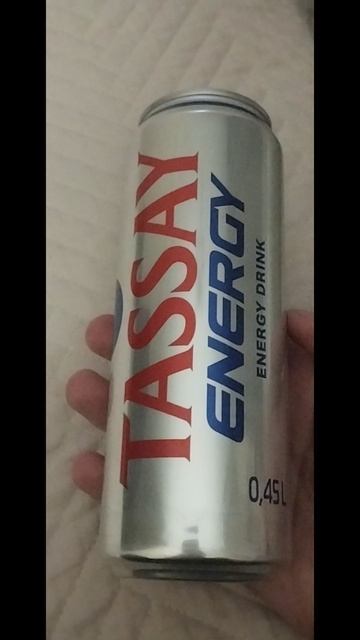 TASSAY
ENERGY
ENERGY DRINK
0,45 L